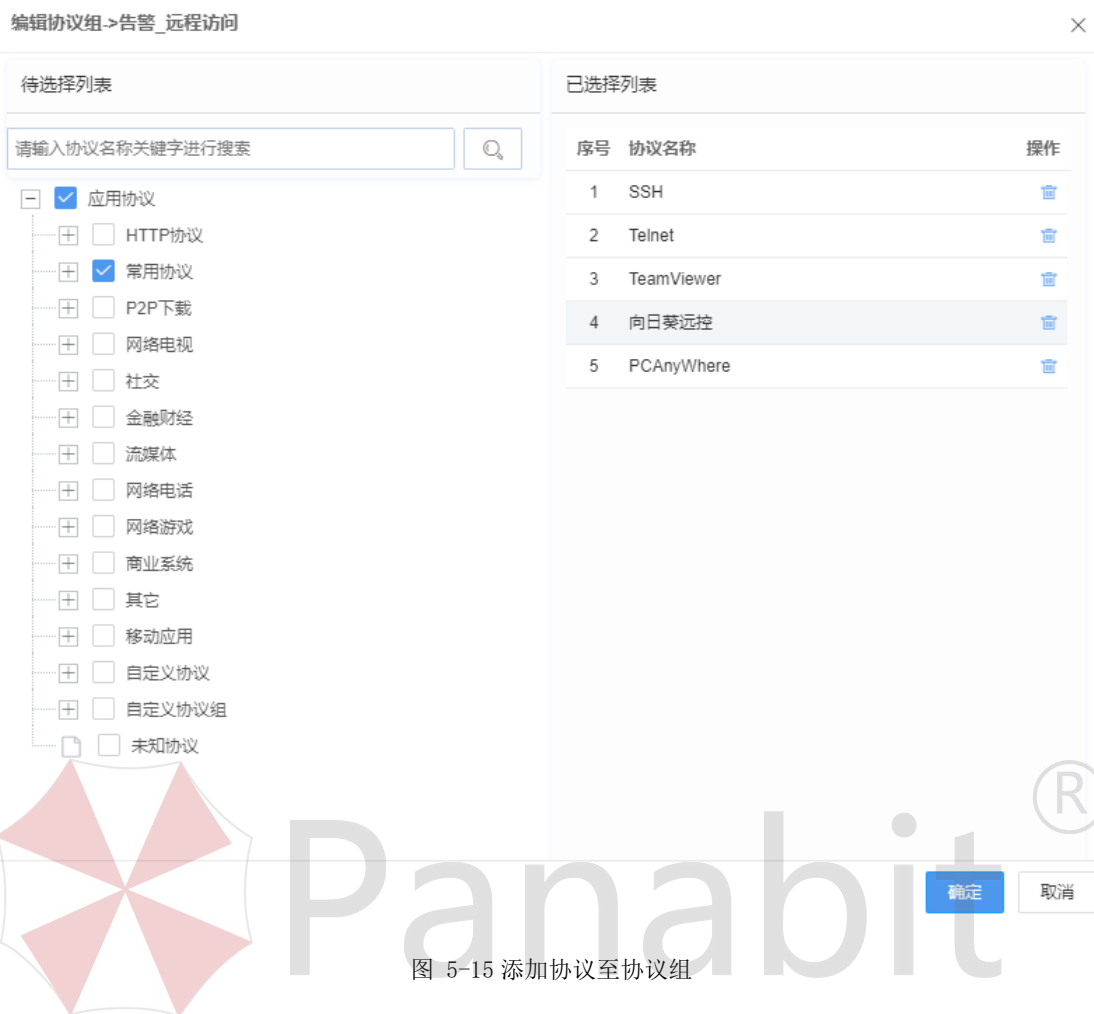 编辑协议组->告警_远程访问
待选择列表
已选择列表
请输入协议名称关键字进行搜索
序号 协议名称 操作
1 SSH
2 Telnet
3 TeamViewer
4 向日葵远控
5 PCAnyWhere
应用协议
HTTP协议
常用协议
P2P下载
网络电视
社交
金融财经
流媒体
网络电话
网络游戏
商业系统
其它
移动应用
自定义协议
自定义协议组
未知协议
Panabit®
确定 取消
图 5-15 添加协议至协议组